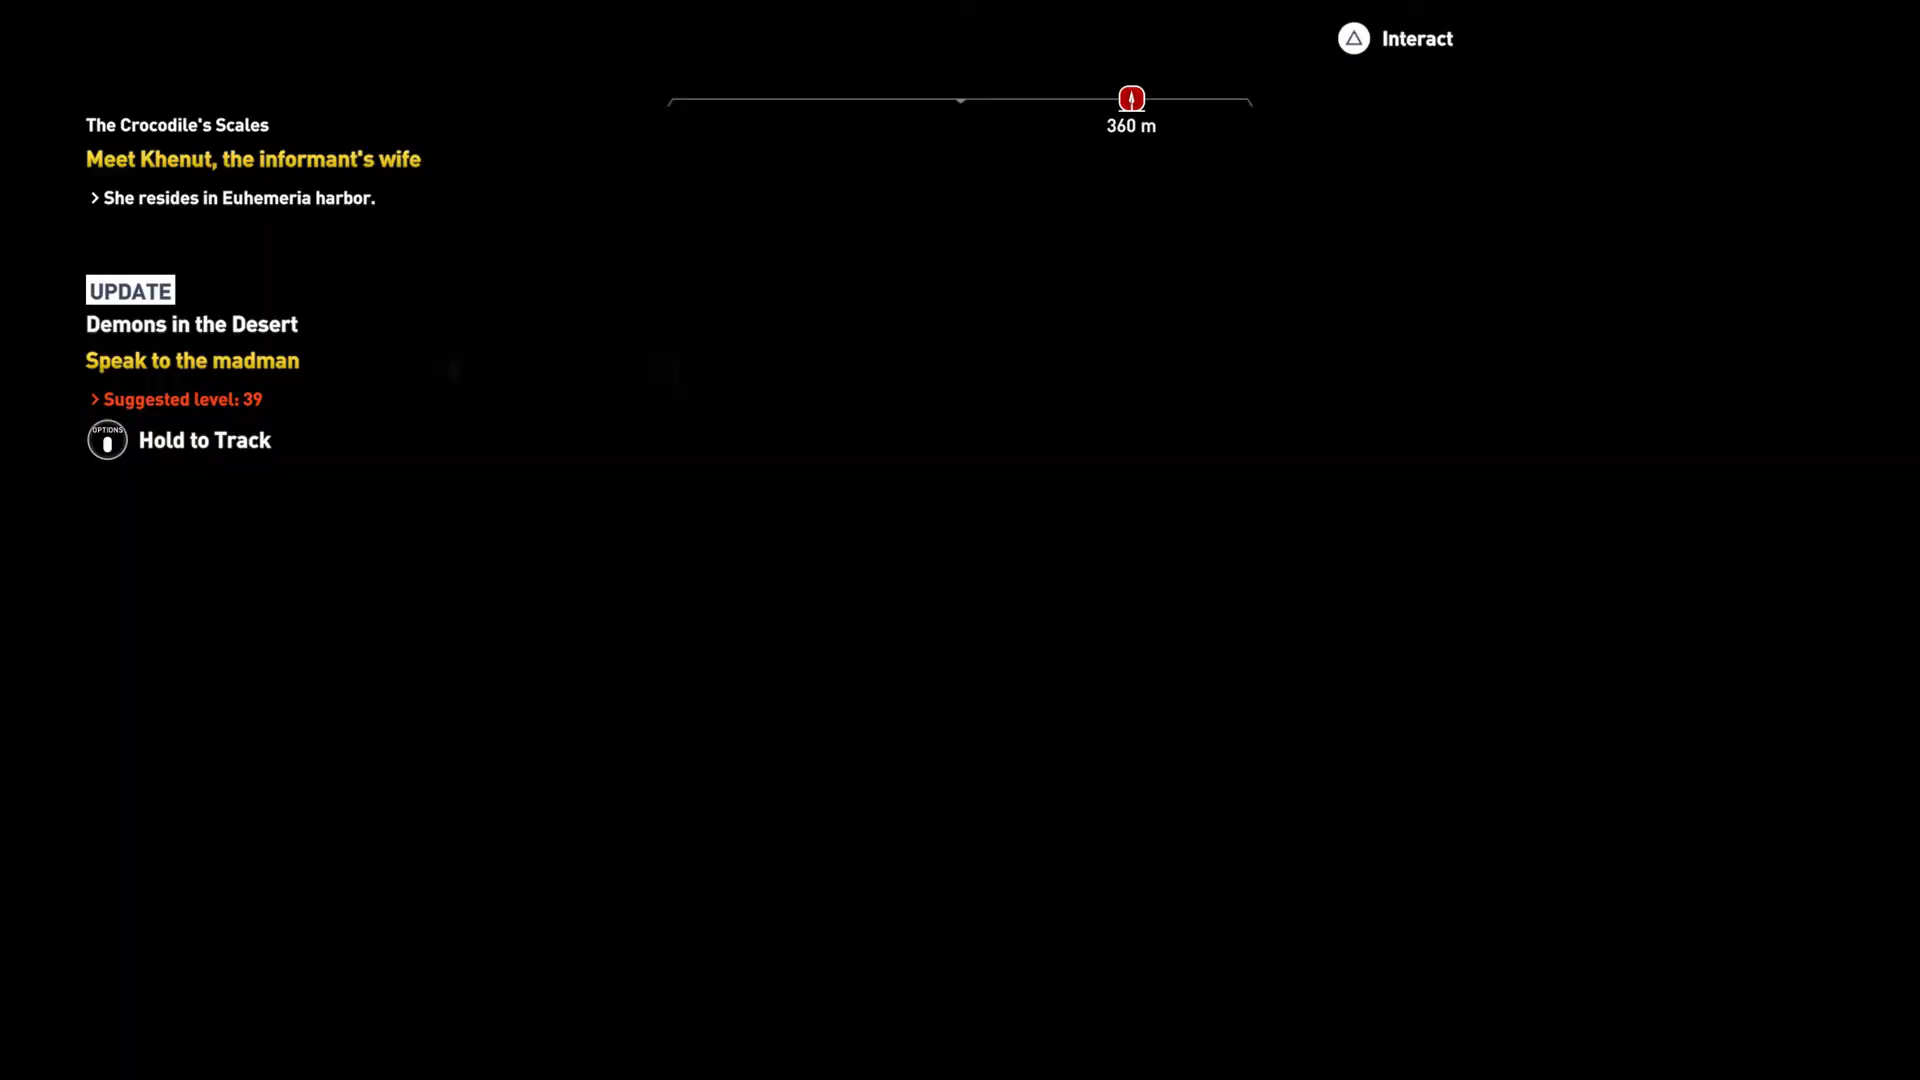 Interact
360 m
The Crocodile's Scales
Meet Khenut, the informant's wife
> She resides in Euhemeria harbor.
UPDATE
Demons in the Desert
Speak to the madman
> Suggested level: 39
OPTIONS
Hold to Track